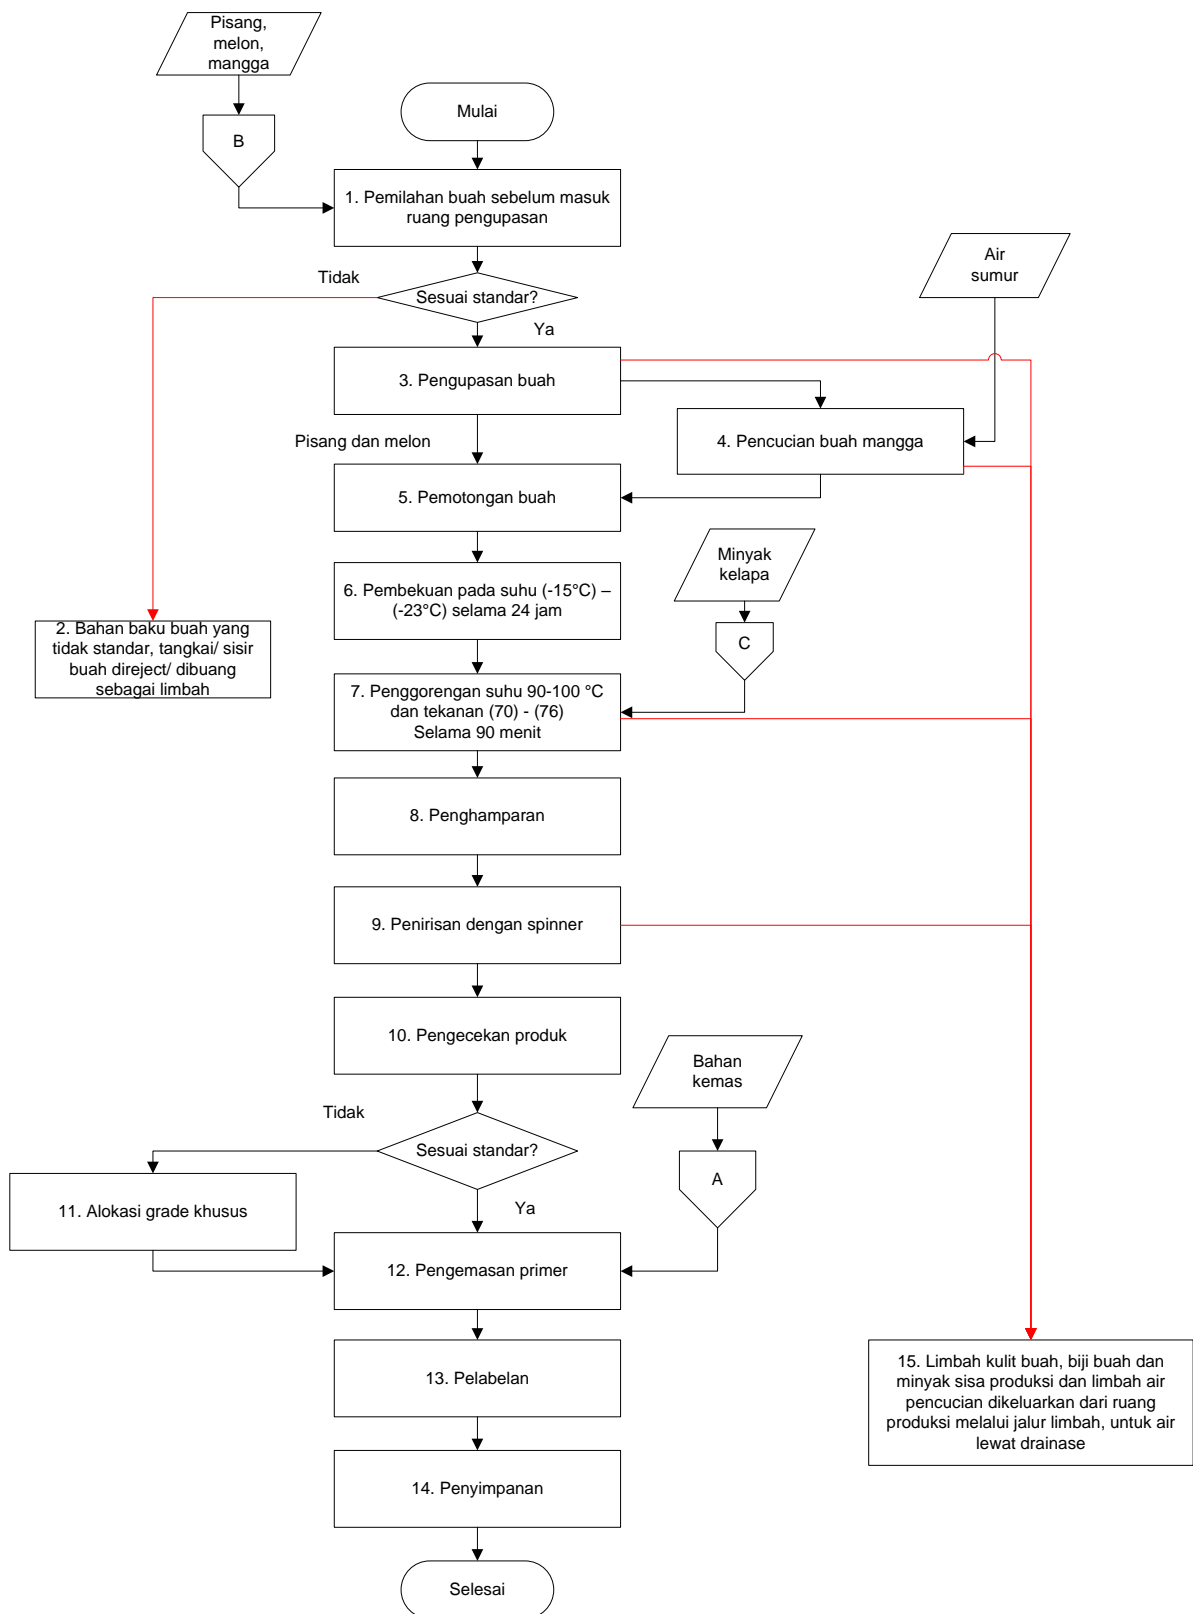 Pisang,
melon,
mangga
Mulai
B
1. Pemilahan buah sebelum masuk
ruang pengupasan
Air
sumur
Tidak
Sesuai standar?
Ya
3. Pengupasan buah
4. Pencucian buah mangga
Pisang dan melon
5. Pemotongan buah
Minyak
kelapa
6. Pembekuan pada suhu (-15°C) –
(-23°C) selama 24 jam
C
2. Bahan baku buah yang
tidak standar, tangkai/ sisir
buah direject/ dibuang
sebagai limbah
7. Penggorengan suhu 90-100 °C
dan tekanan (70) - (76)
Selama 90 menit
8. Penghamparan
9. Penirisan dengan spinner
10. Pengecekan produk
Bahan
kemas
Tidak
Sesuai standar?
A
11. Alokasi grade khusus
Ya
12. Pengemasan primer
13. Pelabelan
15. Limbah kulit buah, biji buah dan
minyak sisa produksi dan limbah air
pencucian dikeluarkan dari ruang
produksi melalui jalur limbah, untuk air
lewat drainase
14. Penyimpanan
Selesai